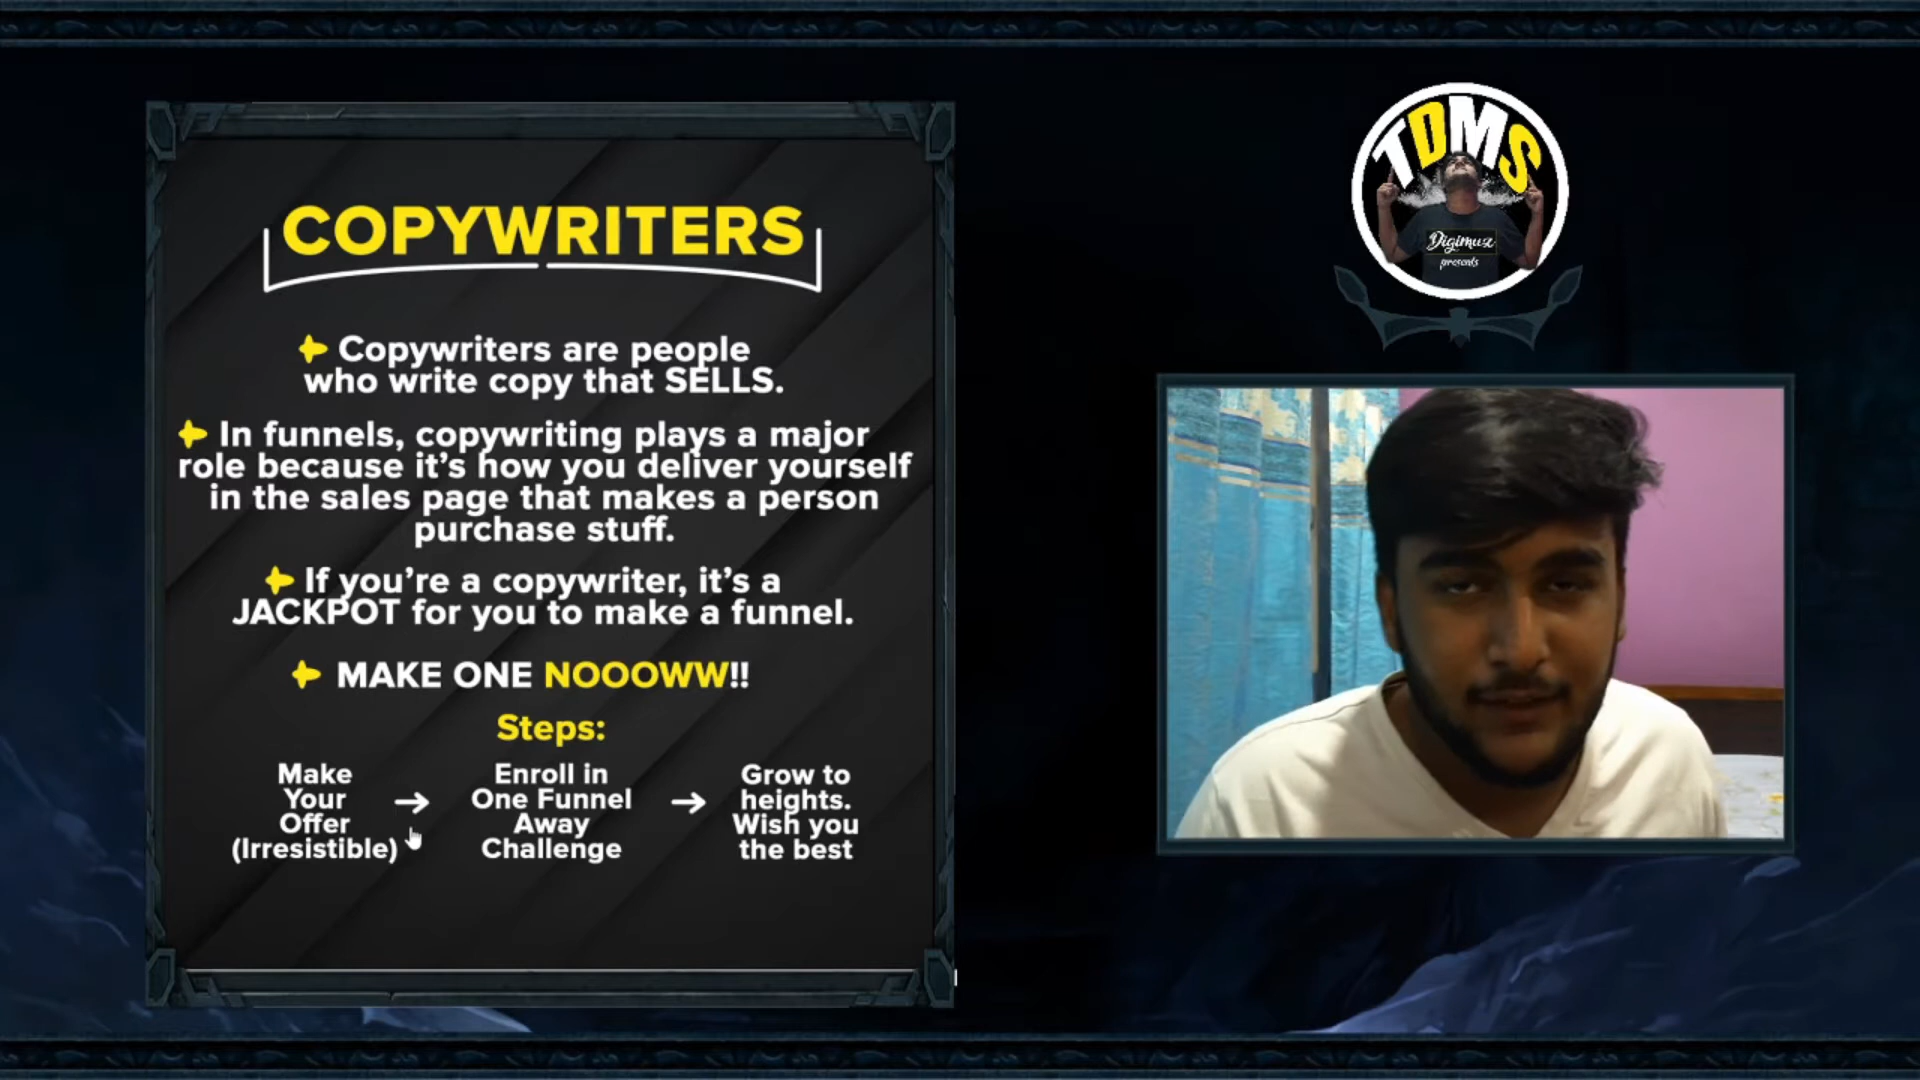 COPYWRITERS
Copywriters are people
who write copy that SELLS.
In funnels, copywriting plays a major
role because it's how you deliver yourself
in the sales page that makes a person
purchase stuff.
If you're a copywriter, it's a
JACKPOT for you to make a funnel.
MAKE ONE NOOOWW!!
Steps:
Make
Your
Offer
(Irresistible)
→
Enroll in
One Funnel
Away
Challenge
→
Grow to
heights.
Wish you
the best
TDMS
Digimux
presents